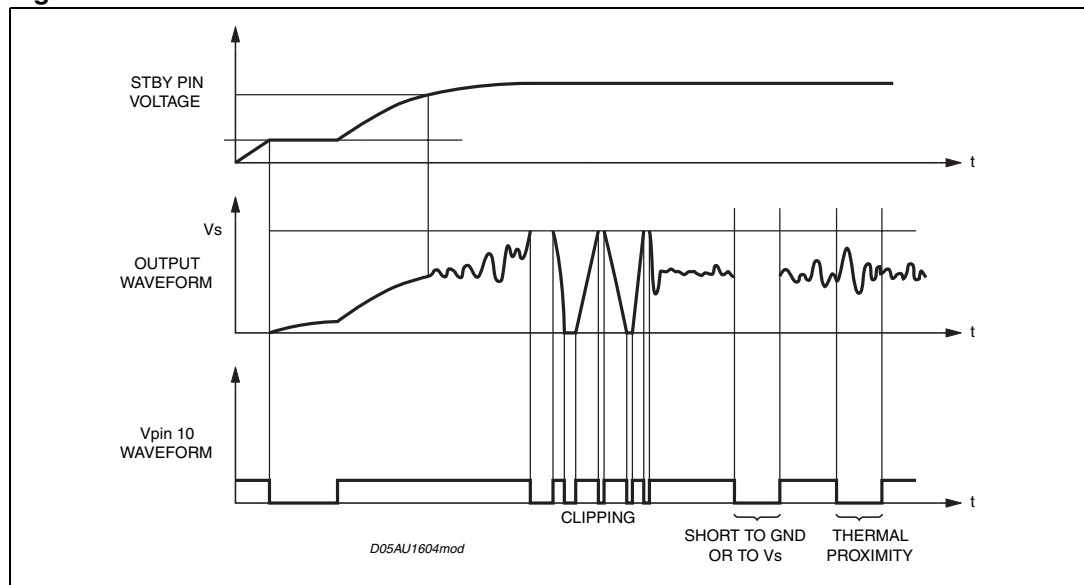 STBY PIN
VOLTAGE
t
Vs
OUTPUT
WAVEFORM
t
Vpin 10
WAVEFORM
t
CLIPPING
SHORT TO GND
OR TO Vs
THERMAL
PROXIMITY
D05AU1604mod